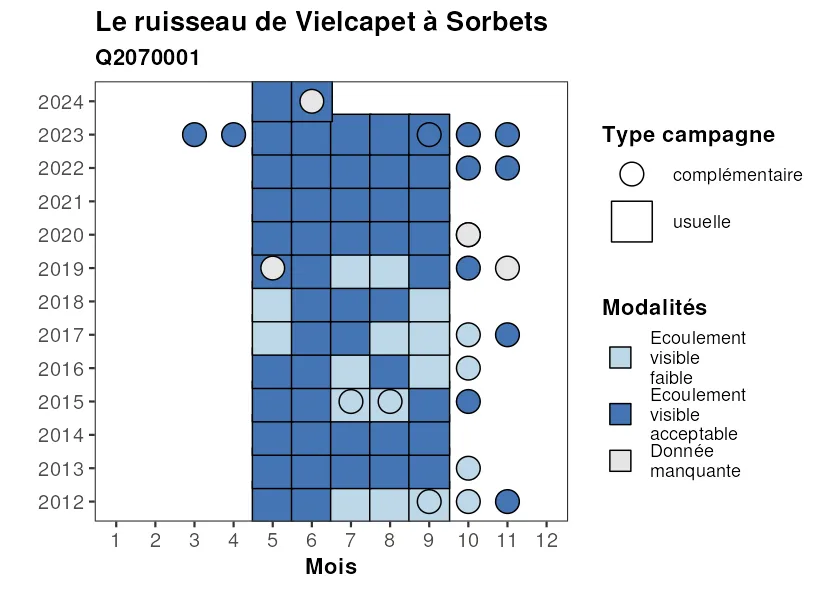 Le ruisseau de Vielcapet à Sorbets
Q2070001
2024
2023
2022
2021
2020
2019
2018
2017
2016
2015
2014
2013
2012
1 2 3 4 5 6 7 8 9 10 11 12
Mois
Type campagne
complémentaire
usuelle
Modalités
Ecoulement
visible
faible
Ecoulement
visible
acceptable
Donnée
manquante